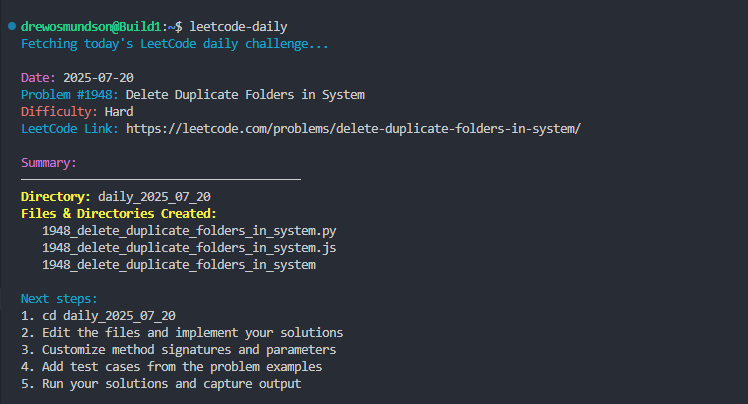 drewosmundson@Build1:~$ leetcode-daily
Fetching today's LeetCode daily challenge...
Date: 2025-07-20
Problem #1948: Delete Duplicate Folders in System
Difficulty: Hard
LeetCode Link: https://leetcode.com/problems/delete-duplicate-folders-in-system/
Summary:
Directory: daily_2025_07_20
Files & Directories Created:
1948_delete_duplicate_folders_in_system.py
1948_delete_duplicate_folders_in_system.js
1948_delete_duplicate_folders_in_system
Next steps:
1. cd daily_2025_07_20
2. Edit the files and implement your solutions
3. Customize method signatures and parameters
4. Add test cases from the problem examples
5. Run your solutions and capture output